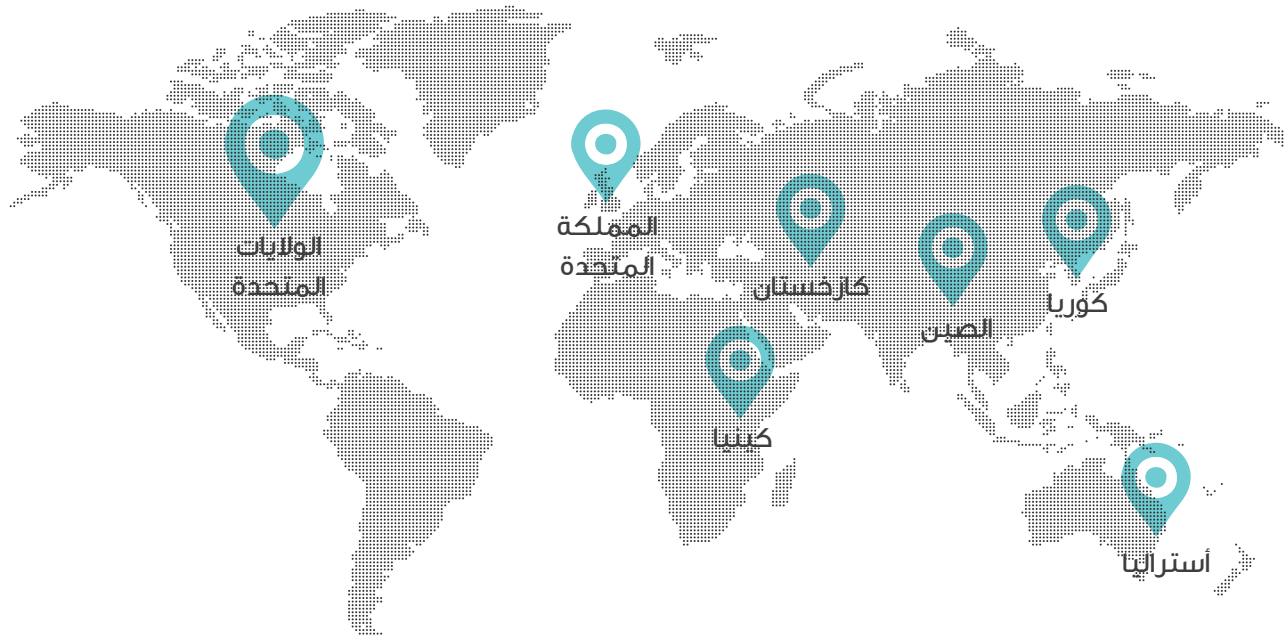 الولايات
المتحدة
المملكة
المتحدة
كازخستان
الصين
كوريا
كينيا
أستراليا